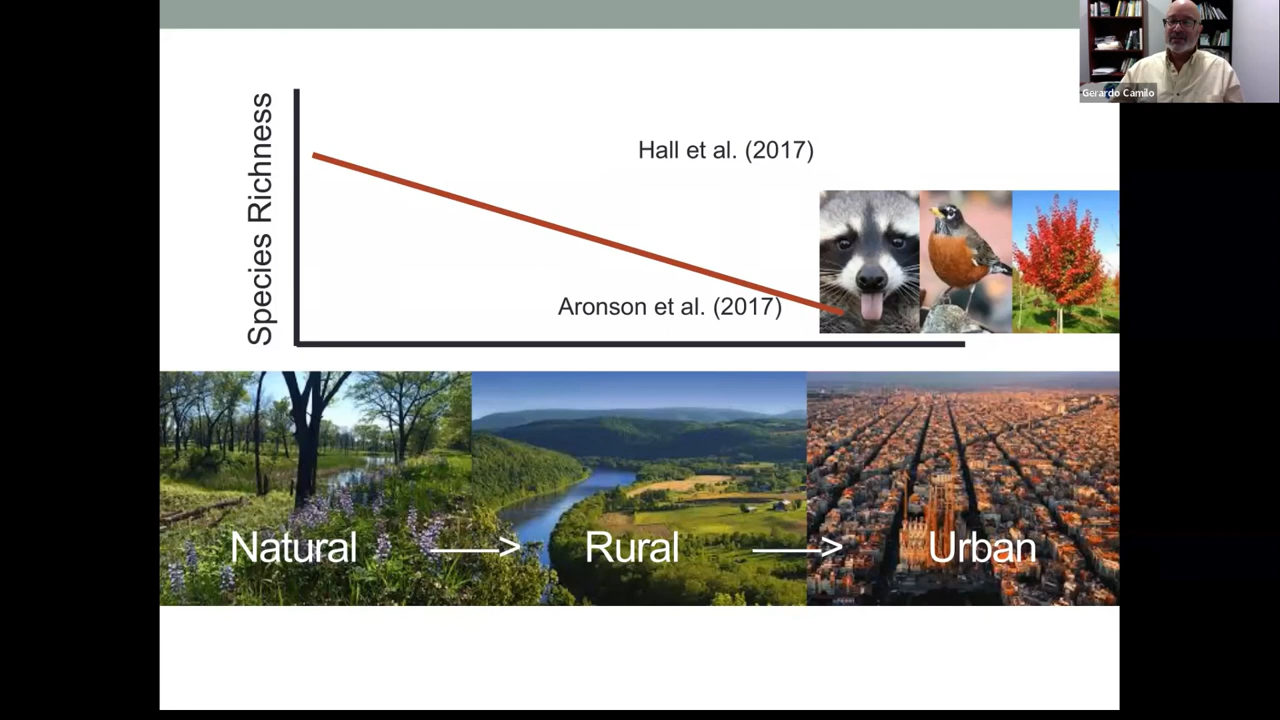 Gerardo Camilo
Species Richness
Hall et al. (2017)
Aronson et al. (2017)
Natural --> Rural --> Urban